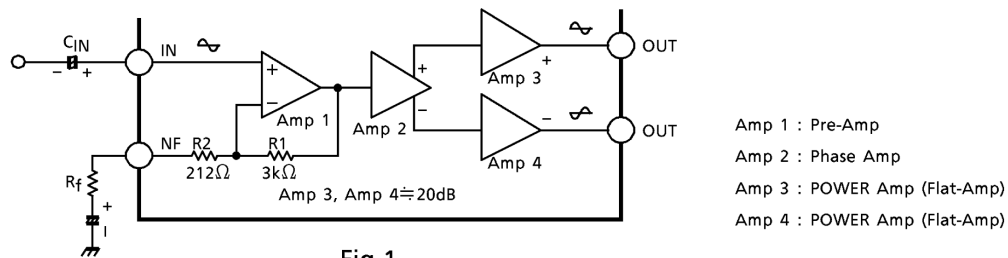 CIN
IN
OUT
Amp 3
Amp 1
Amp 2
NF
R2
R1
OUT
212Ω
3kΩ
Amp 4
Rf
Amp 3, Amp 4≒20dB
Amp 1 : Pre-Amp
Amp 2 : Phase Amp
Amp 3 : POWER Amp (Flat-Amp)
Amp 4 : POWER Amp (Flat-Amp)
Fig.1